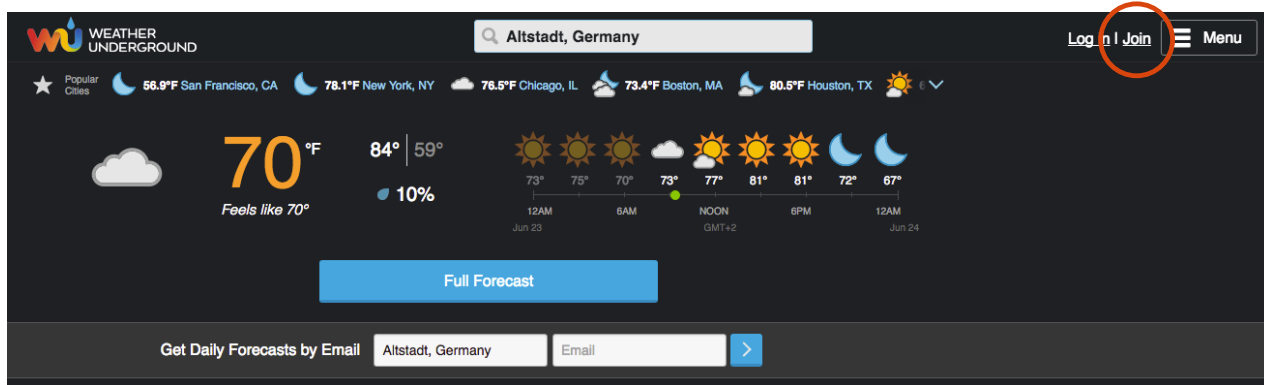 WEATHER
UNDERGROUND
Altstadt, Germany
Log In | Join
Menu
Popular
Cities
56.9°F San Francisco, CA
78.1°F New York, NY
76.5°F Chicago, IL
73.4°F Boston, MA
80.5°F Houston, TX
6
70 °F
Feels like 70°
84° | 59°
10%
73° 75° 70° 73° 77° 81° 81° 72° 67°
12AM 6AM NOON 6PM 12AM
Jun 23 GMT+2 Jun 24
Full Forecast
Get Daily Forecasts by Email
Altstadt, Germany
Email